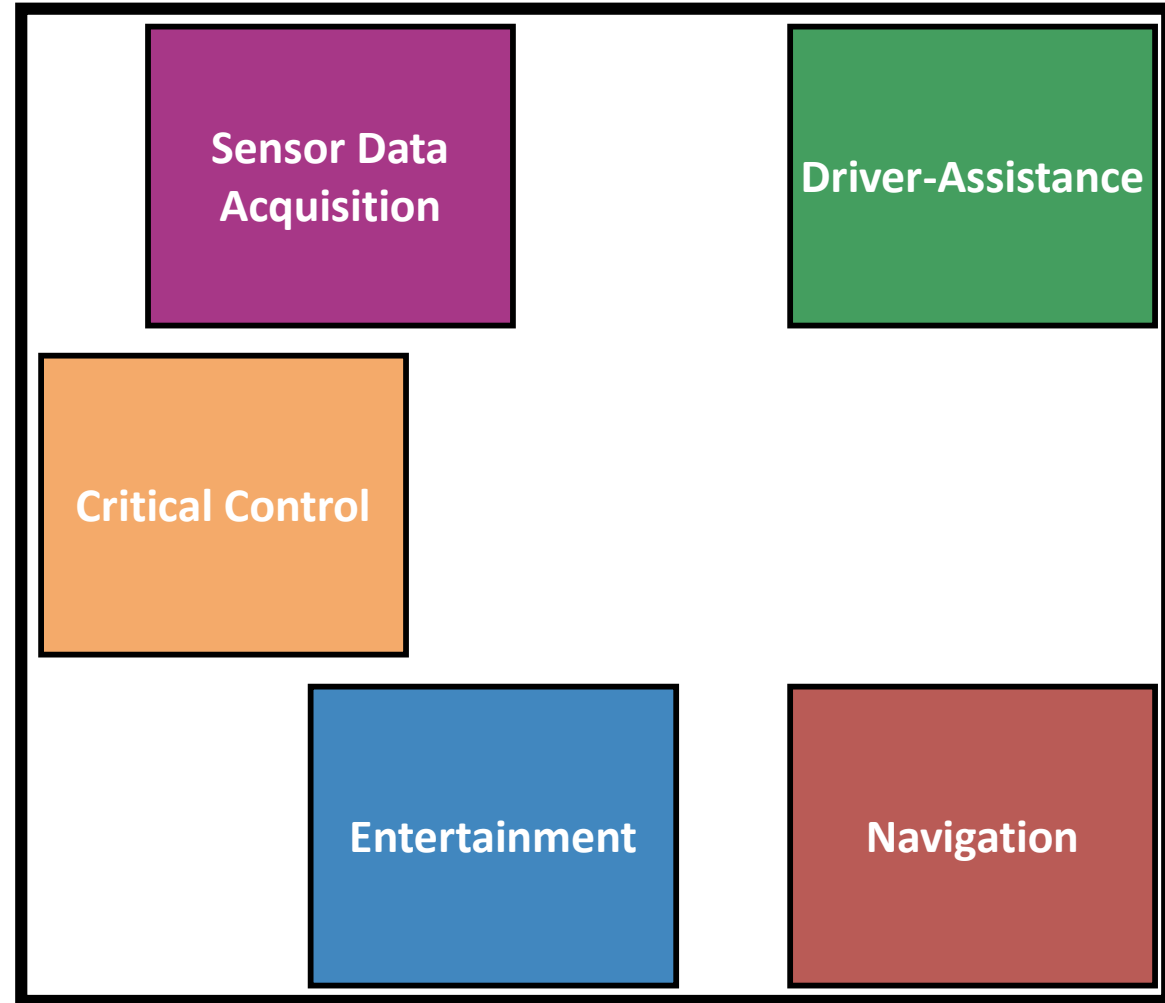 Sensor Data
Acquisition
Driver-Assistance
Critical Control
Entertainment
Navigation